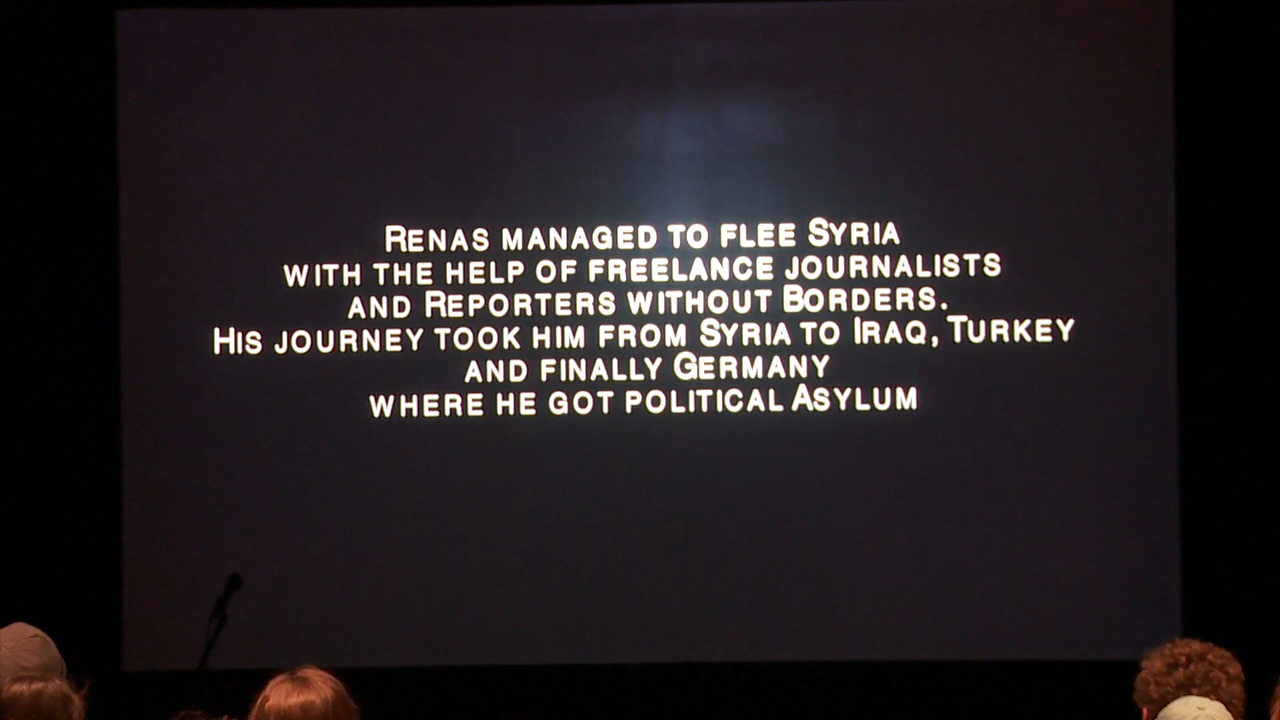 RENAS MANAGED TO FLEE SYRIA
WITH THE HELP OF FREELANCE JOURNALISTS
AND REPORTERS WITHOUT BORDERS.
HIS JOURNEY TOOK HIM FROM SYRIA TO IRAQ, TURKEY
AND FINALLY GERMANY
WHERE HE GOT POLITICAL ASYLUM